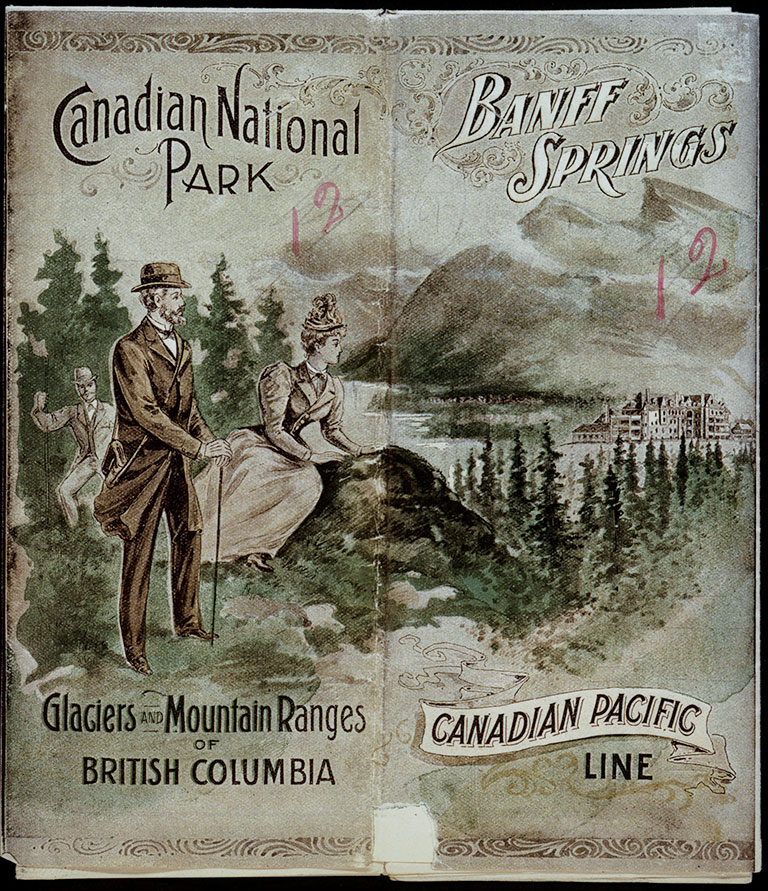 Canadian National
PARK
12
Glaciers AND Mountain Ranges
OF
BRITISH COLUMBIA
BANFF
SPRINGS
12
CANADIAN PACIFIC
LINE